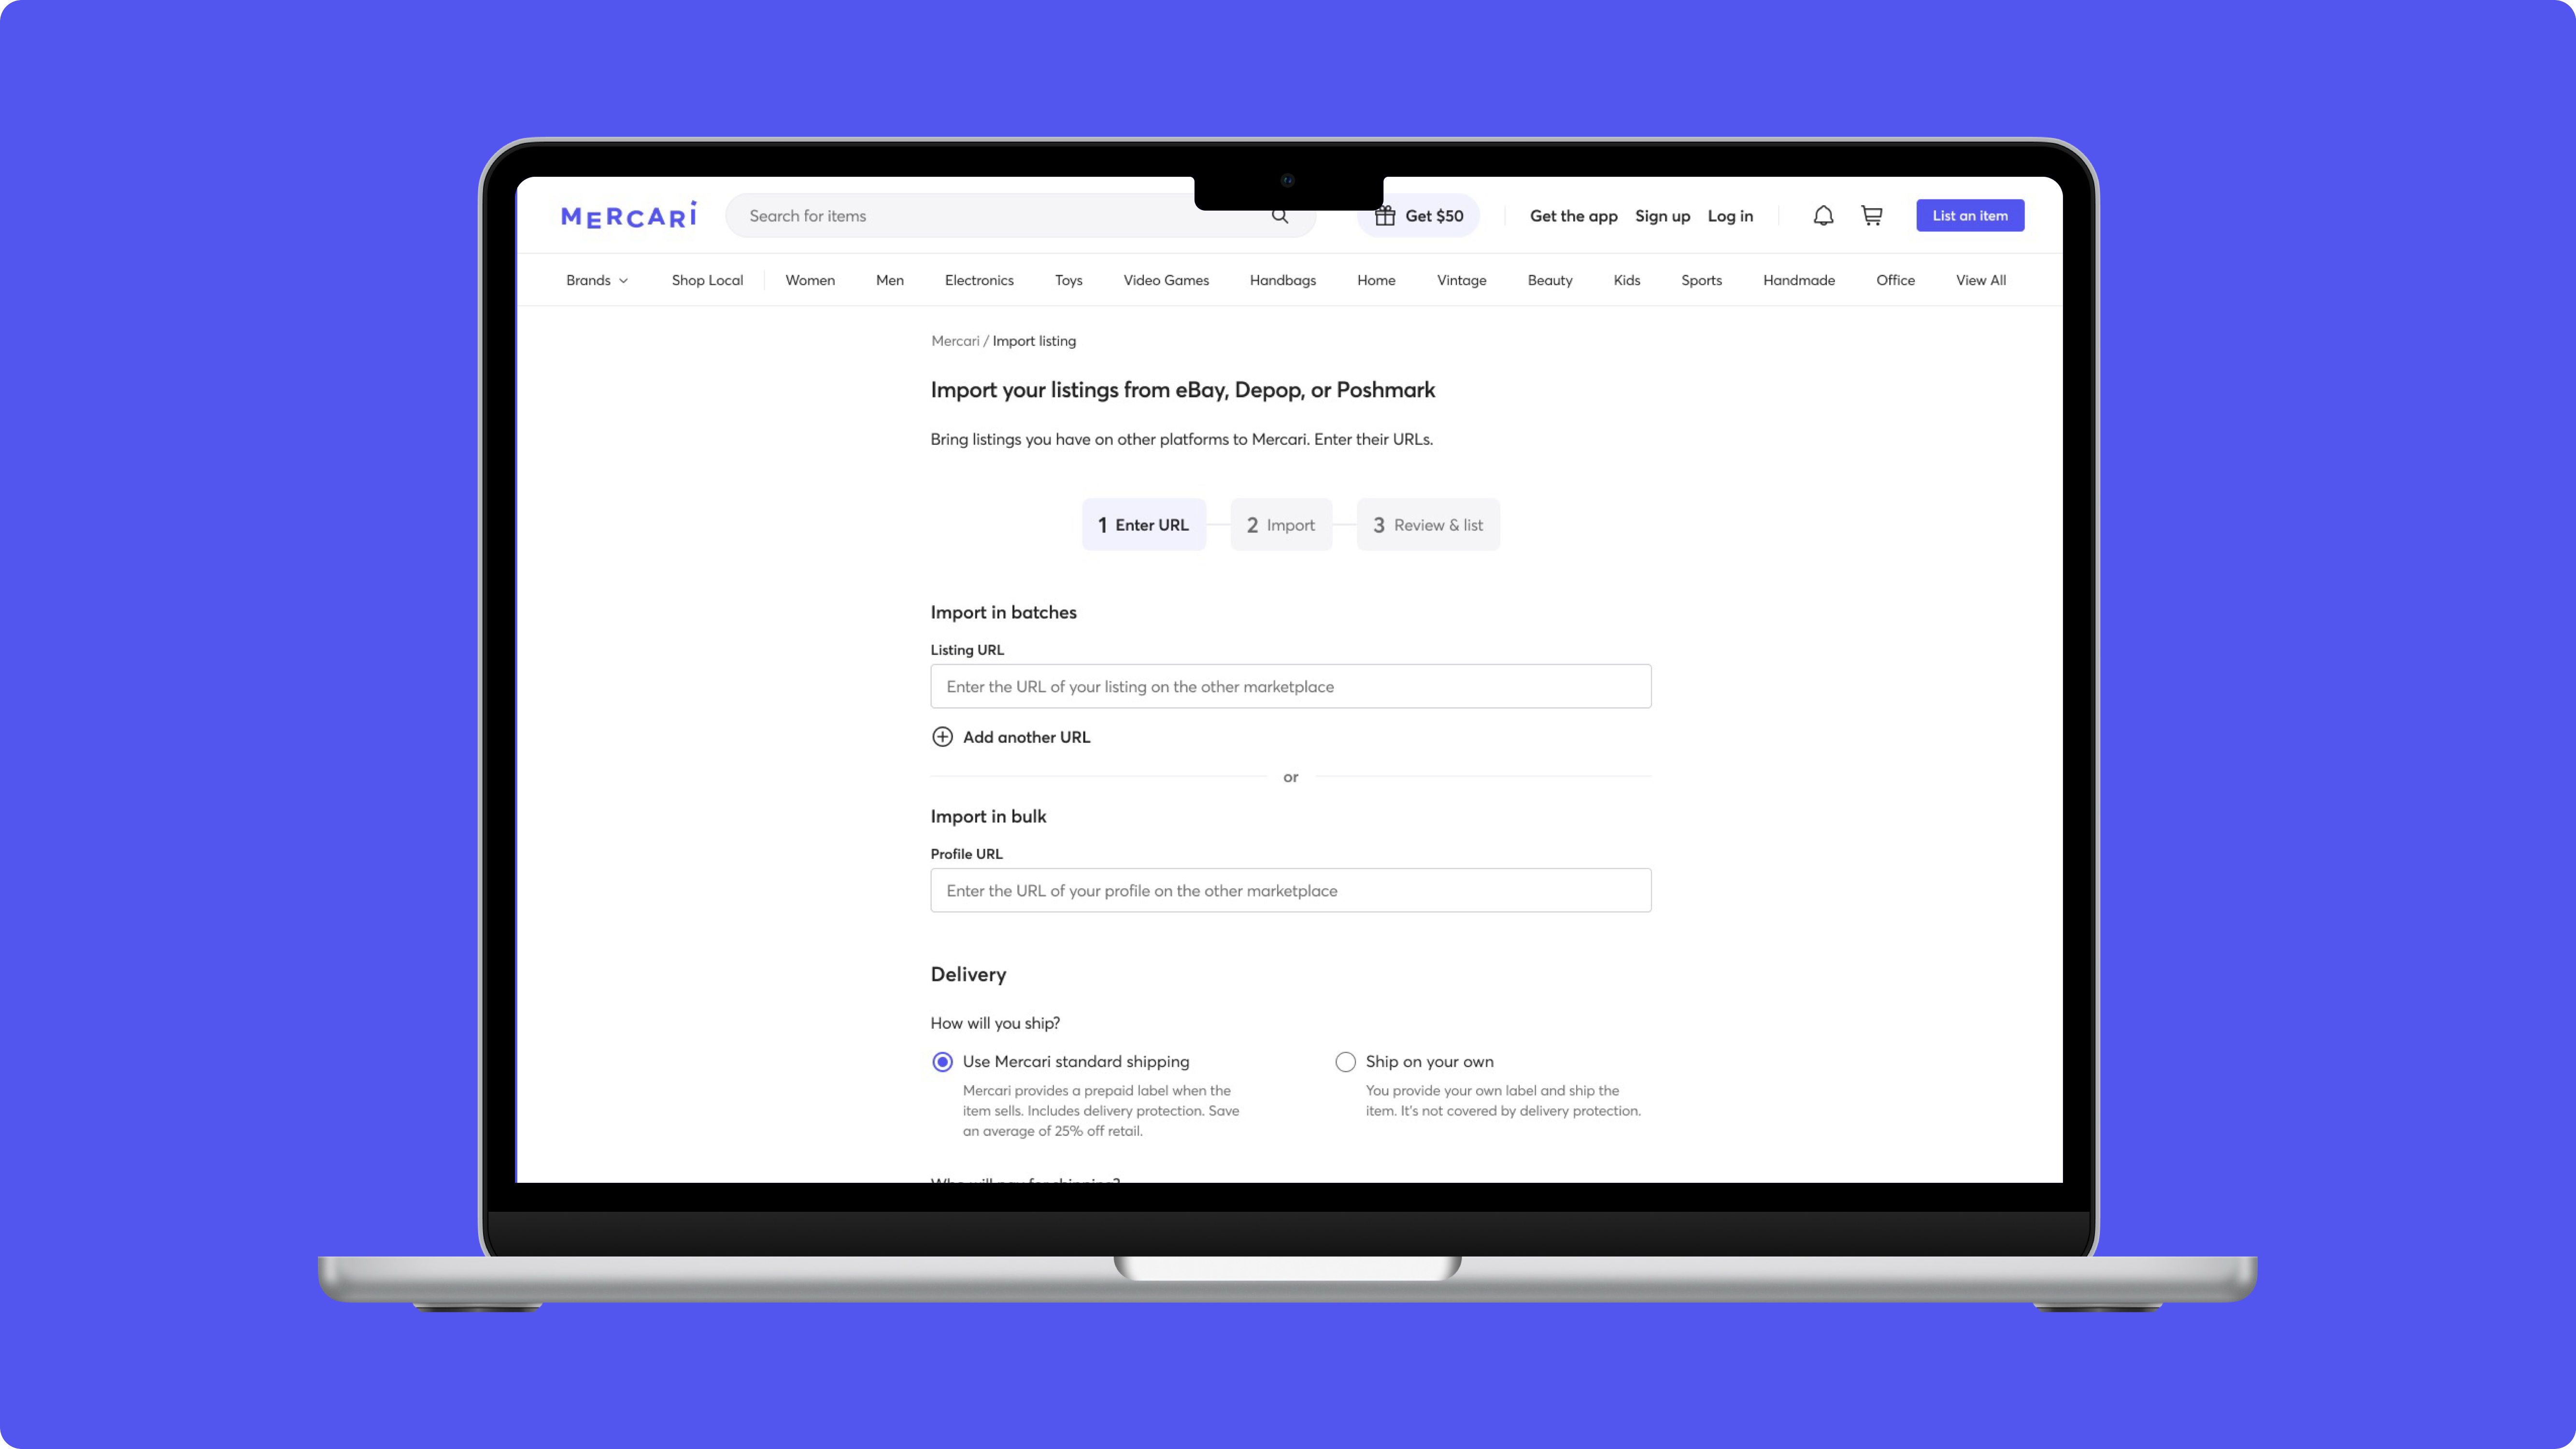 MERCARI
Search for items
Get $50
Get the app
Sign up
Log in
List an item
Brands
Shop Local
Women
Men
Electronics
Toys
Video Games
Handbags
Home
Vintage
Beauty
Kids
Sports
Handmade
Office
View All
Mercari / Import listing
Import your listings from eBay, Depop, or Poshmark
Bring listings you have on other platforms to Mercari. Enter their URLs.
1 Enter URL
2 Import
3 Review & list
Import in batches
Listing URL
Enter the URL of your listing on the other marketplace
Add another URL
or
Import in bulk
Profile URL
Enter the URL of your profile on the other marketplace
Delivery
How will you ship?
Use Mercari standard shipping
Mercari provides a prepaid label when the
item sells. Includes delivery protection. Save
an average of 25% off retail.
Ship on your own
You provide your own label and ship the
item. It's not covered by delivery protection.
Who will pay for shipping?